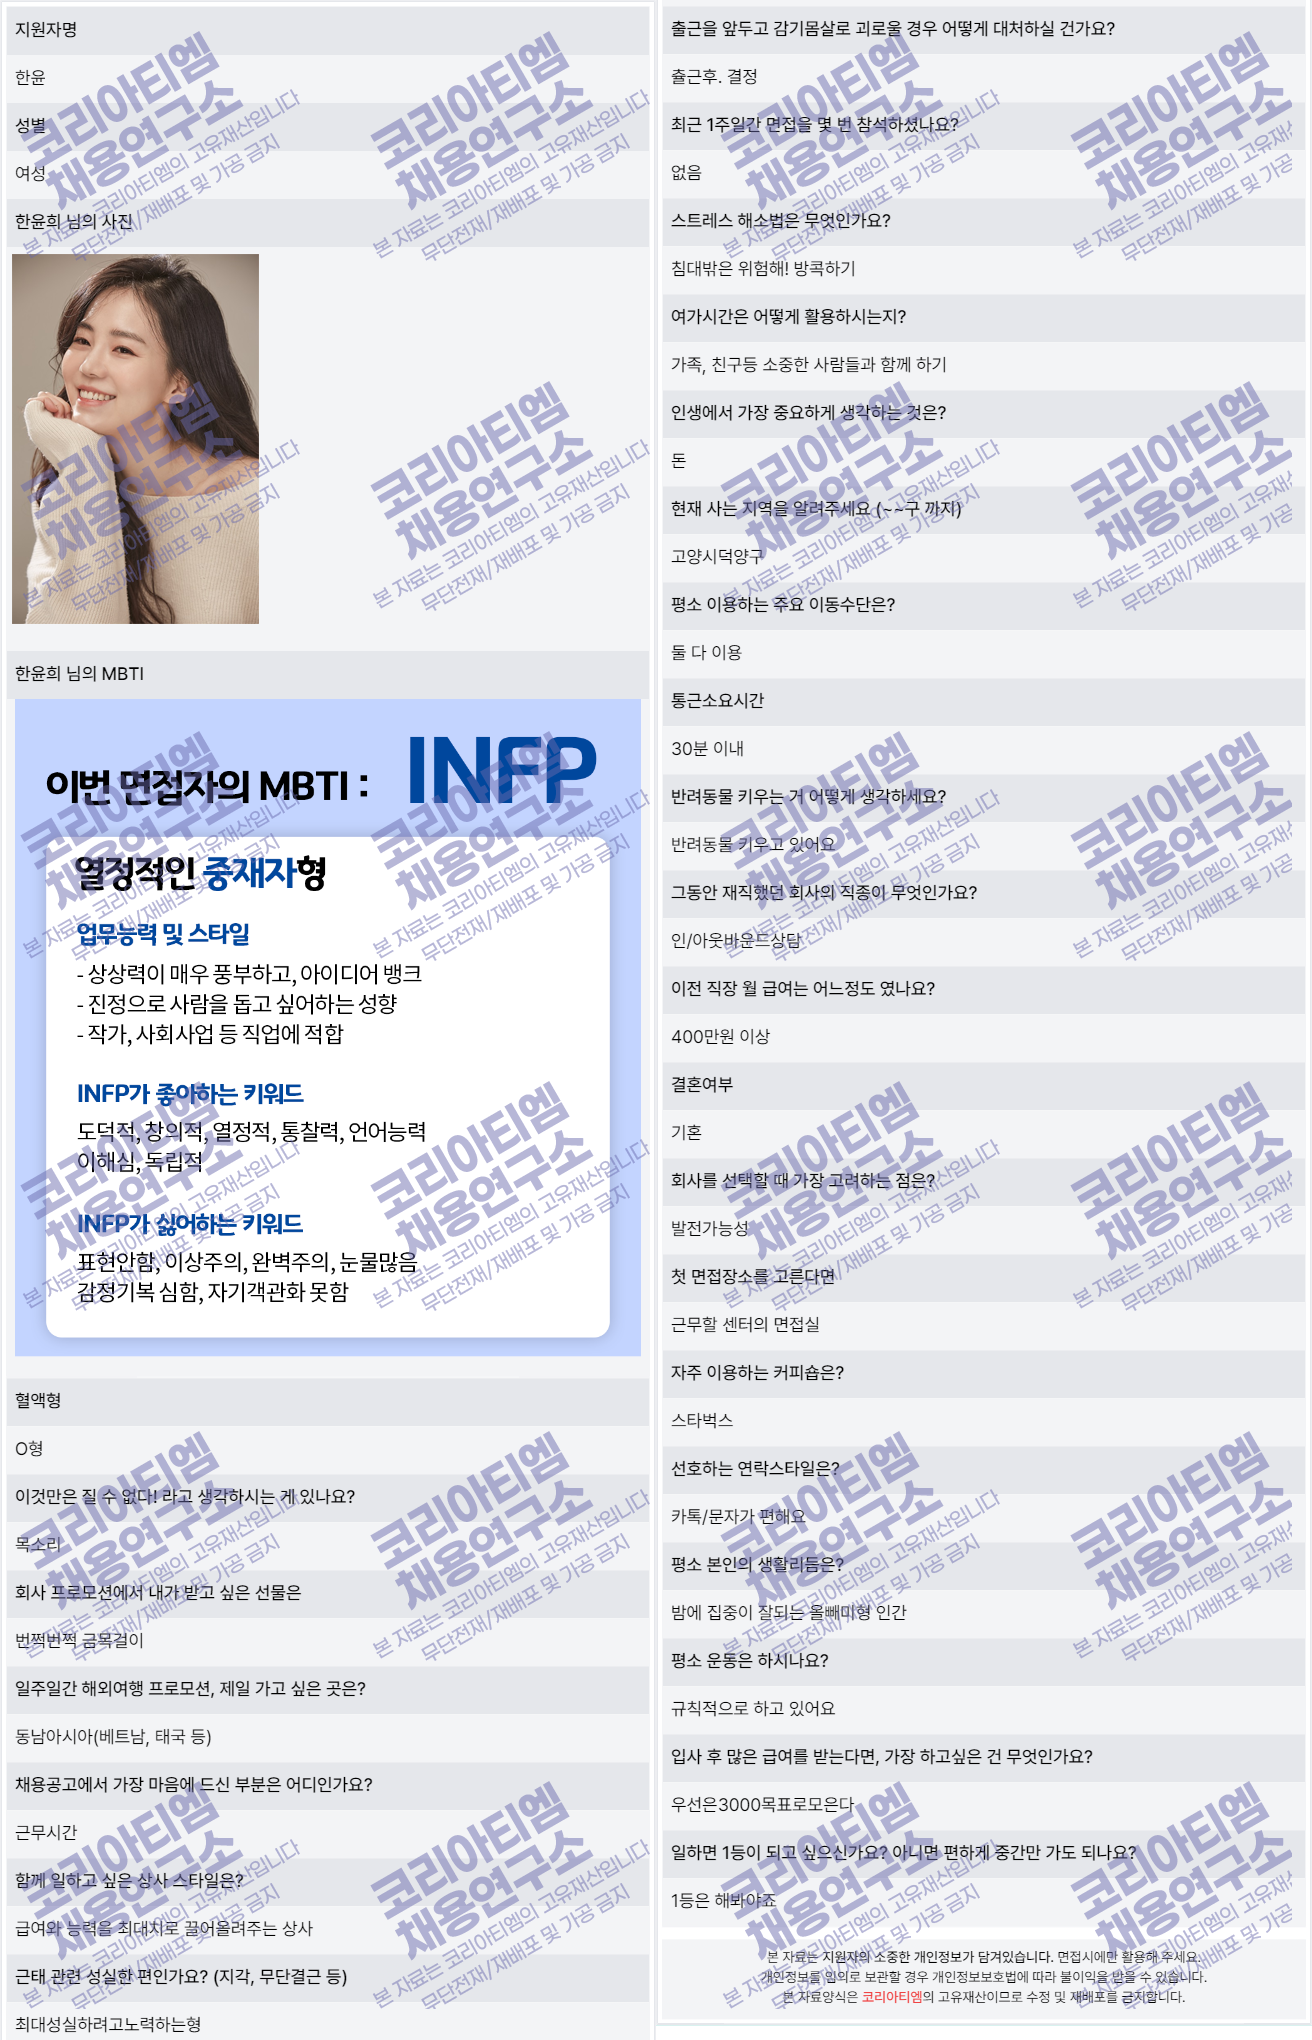 지원자명
한윤
성별
여성
한윤희 님의 사진
한윤희 님의 MBTI
이번 면접자의 MBTI : INFP
열정적인 중재자형
업무능력 및 스타일
- 상상력이 매우 풍부하고, 아이디어 뱅크
- 진정으로 사람을 돕고 싶어하는 성향
- 작가, 사회사업 등 직업에 적합
INFP가 좋아하는 키워드
도덕적, 창의적, 열정적, 통찰력, 언어능력
이해심, 독립적
INFP가 싫어하는 키워드
표현안함, 이상주의, 완벽주의, 눈물많음
감정기복 심함, 자기객관화 못함
혈액형
O형
이것만은 질 수 없다! 라고 생각하시는 게 있나요?
목소리
회사 프로모션에서 내가 받고 싶은 선물은
번쩍번쩍 금목걸이
일주일간 해외여행 프로모션, 제일 가고 싶은 곳은?
동남아시아(베트남, 태국 등)
채용공고에서 가장 마음에 드신 부분은 어디인가요?
근무시간
함께 일하고 싶은 상사 스타일은?
급여와 능력을 최대치로 끌어올려주는 상사
근태 관련 성실한 편인가요? (지각, 무단결근 등)
최대성실하려고노력하는형
출근을 앞두고 감기몸살로 괴로울 경우 어떻게 대처하실 건가요?
츌근후. 결정
최근 1주일간 면접을 몇 번 참석하셨나요?
없음
스트레스 해소법은 무엇인가요?
침대밖은 위험해! 방콕하기
여가시간은 어떻게 활용하시는지?
가족, 친구등 소중한 사람들과 함께 하기
인생에서 가장 중요하게 생각하는 것은?
돈
현재 사는 지역을 알려주세요 (~~구 까지)
고양시덕양구
평소 이용하는 주요 이동수단은?
둘 다 이용
통근소요시간
30분 이내
반려동물 키우는 거 어떻게 생각하세요?
반려동물 키우고 있어요
그동안 재직했던 회사의 직종이 무엇인가요?
인/아웃바운드상담
이전 직장 월 급여는 어느정도 였나요?
400만원 이상
결혼여부
기혼
회사를 선택할 때 가장 고려하는 점은?
발전가능성
첫 면접장소를 고른다면
근무할 센터의 면접실
자주 이용하는 커피숍은?
스타벅스
선호하는 연락스타일은?
카톡/문자가 편해요
평소 본인의 생활리듬은?
밤에 집중이 잘되는 올빼미형 인간
평소 운동은 하시나요?
규칙적으로 하고 있어요
입사 후 많은 급여를 받는다면, 가장 하고싶은 건 무엇인가요?
우선은3000목표로모은다
일하면 1등이 되고 싶으신가요? 아니면 편하게 중간만 가도 되나요?
1등은 해봐야죠
본 자료는 지원자의 소중한 개인정보가 담겨있습니다. 면접시에만 활용해 주세요.
개인정보를 임의로 보관할 경우 개인정보보호법에 따라 불이익을 받을 수 있습니다.
본 자료양식은 코리아티엠의 고유재산이므로 수정 및 재배포를 금지합니다.
코리아티엠
채용연구소
본 자료는 코리아티엠의 고유재산입니다
무단전재/재배포 및 가공 금지